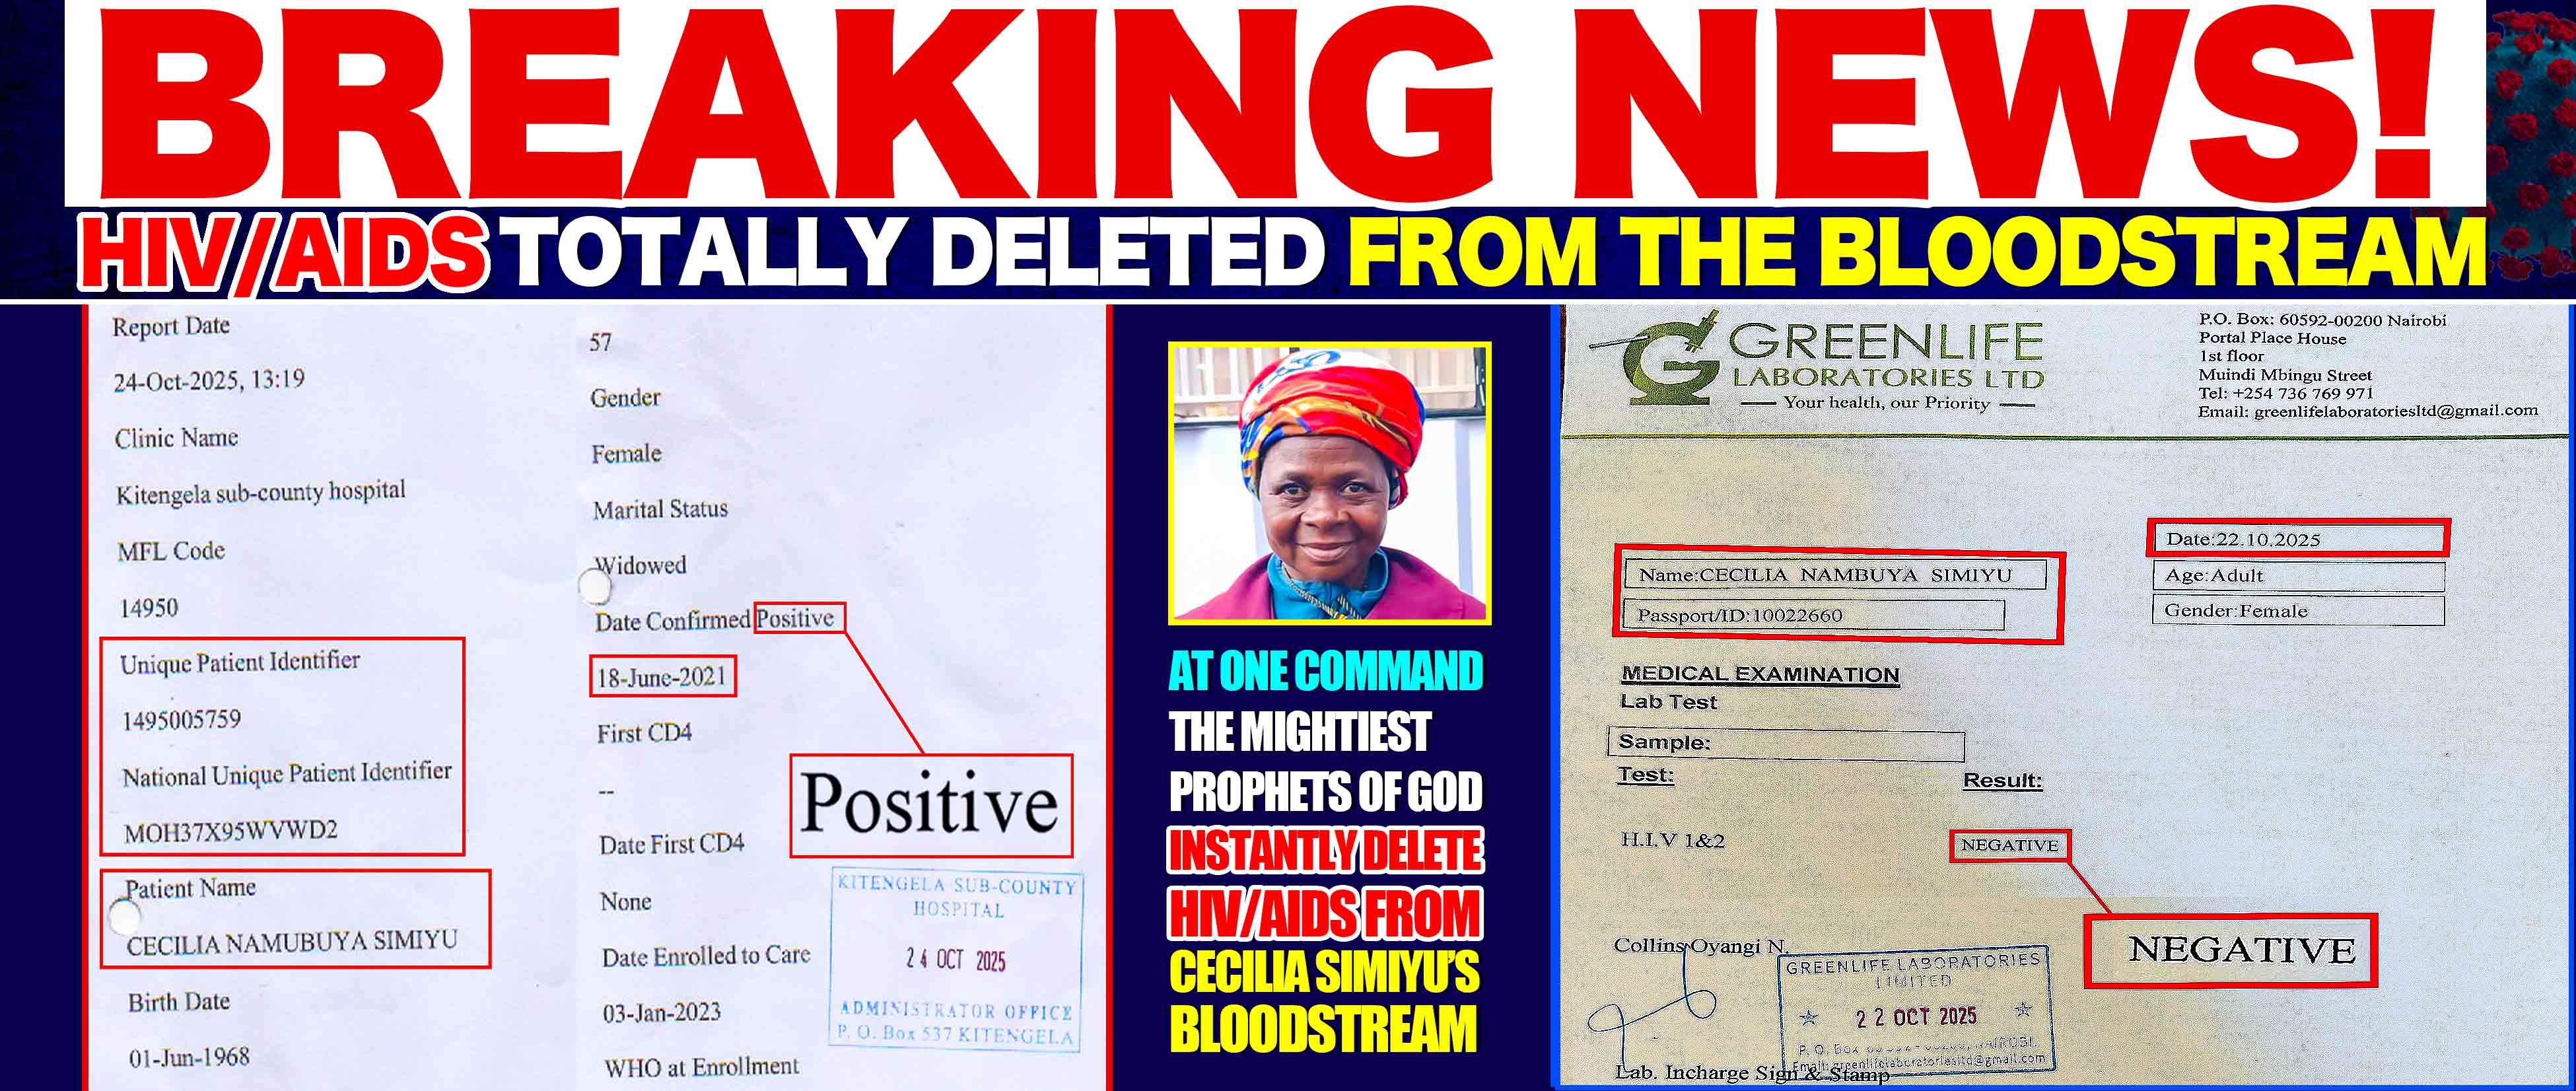 BREAKING NEWS!
HIV/AIDS TOTALLY DELETED FROM THE BLOODSTREAM
Report Date
24-Oct-2025, 13:19
Clinic Name
Kitengela sub-county hospital
MFL Code
14950
Unique Patient Identifier
1495005759
National Unique Patient Identifier
MOH37X95WVWD2
Patient Name
CECILIA NAMUBUYA SIMIYU
Birth Date
01-Jun-1968
57
Gender
Female
Marital Status
Widowed
Date Confirmed Positive
18-June-2021
First CD4
--
Date First CD4
None
Date Enrolled to Care
03-Jan-2023
WHO at Enrollment
Positive
KITENGELA SUB-COUNTY
HOSPITAL
24 OCT 2025
ADMINISTRATOR OFFICE
P. O. Box 537 KITENGELA
AT ONE COMMAND
THE MIGHTIEST
PROPHETS OF GOD
INSTANTLY DELETE
HIV/AIDS FROM
CECILIA SIMIYU'S
BLOODSTREAM
GREENLIFE
LABORATORIES LTD
Your health, our Priority
P.O. Box: 60592-00200 Nairobi
Portal Place House
1st floor
Muindi Mbingu Street
Tel: +254 736 769 971
Email: greenlifelaboratoriesltd@gmail.com
Date:22.10.2025
Name:CECILIA NAMBUYA SIMIYU
Age:Adult
Passport/ID:10022660
Gender:Female
MEDICAL EXAMINATION
Lab Test
Sample:
Test:
Result:
H.I.V 1&2
NEGATIVE
NEGATIVE
Collins Oyangi N.
GREENLIFE LABORATORIES
LIMITED
22 OCT 2025
P. O. Box
Email: greenlifelaboratoriesltd@gmail.com
Lab. Incharge Sign & Stamp